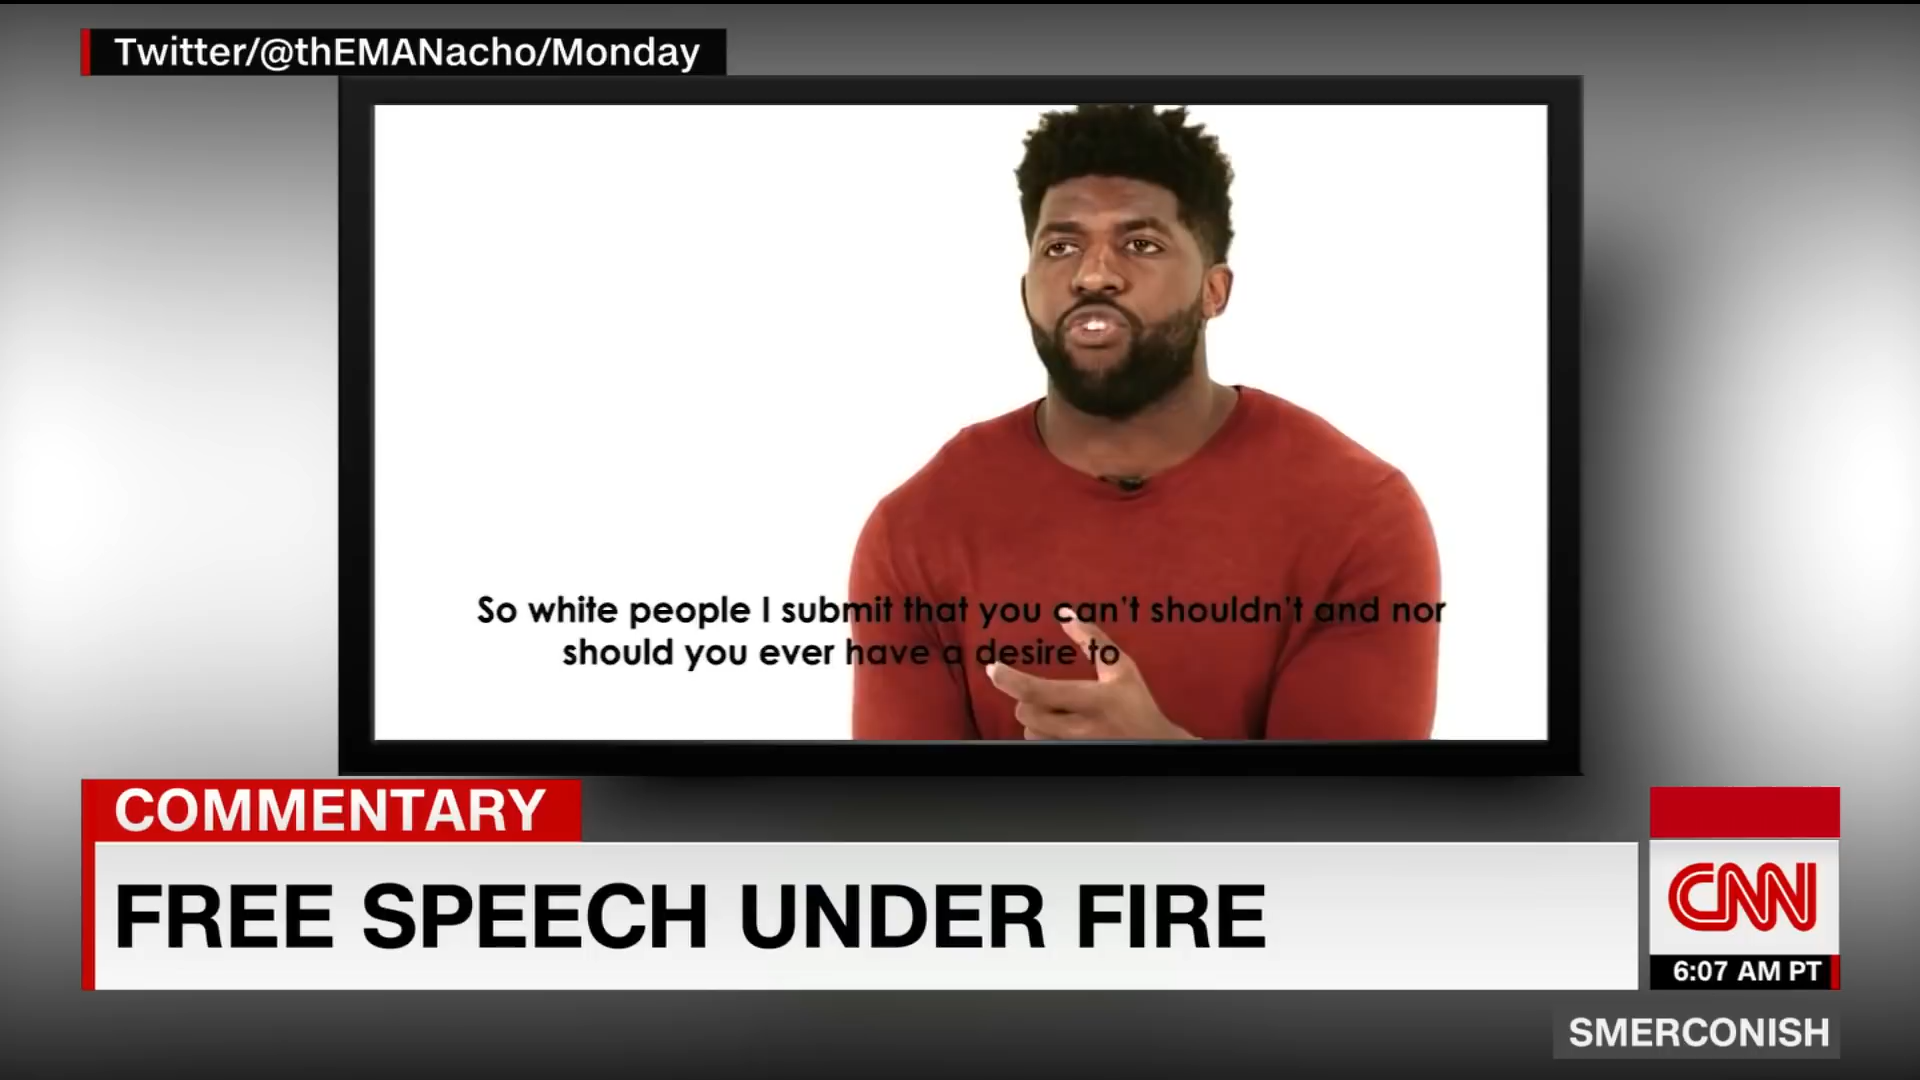 Twitter/@thEMANacho/Monday
So white people I submit that you can't shouldn't and nor
should you ever have a desire to
COMMENTARY
FREE SPEECH UNDER FIRE
CNN
6:07 AM PT
SMERCONISH